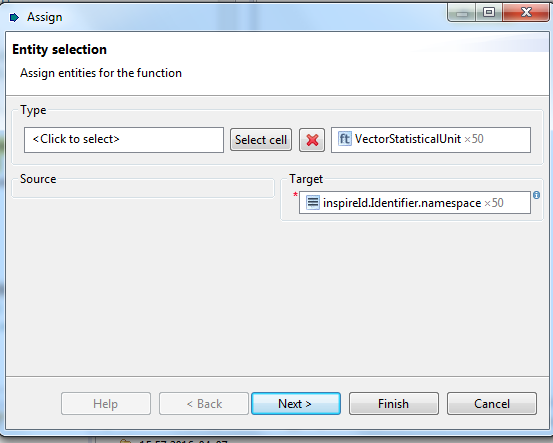 Assign
Entity selection
Assign entities for the function
Type
<Click to select>
Select cell
ft VectorStatisticalUnit ×50
Source
Target
* inspireId.Identifier.namespace ×50
Help
< Back
Next >
Finish
Cancel